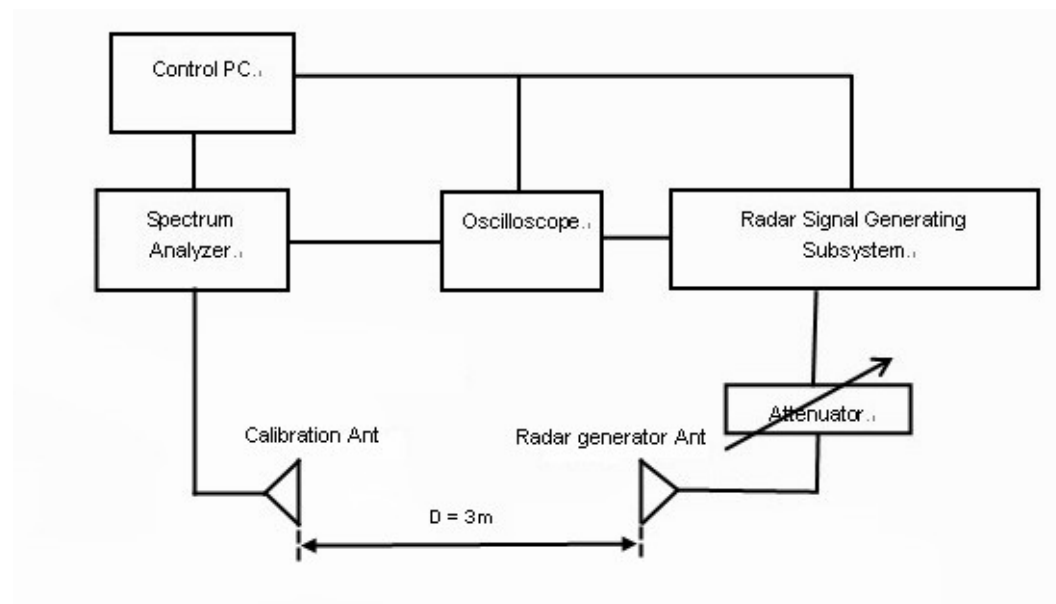 Control PC
Spectrum
Analyzer
Oscilloscope
Radar Signal Generating
Subsystem
Attenuator
Calibration Ant
Radar generator Ant
D = 3m